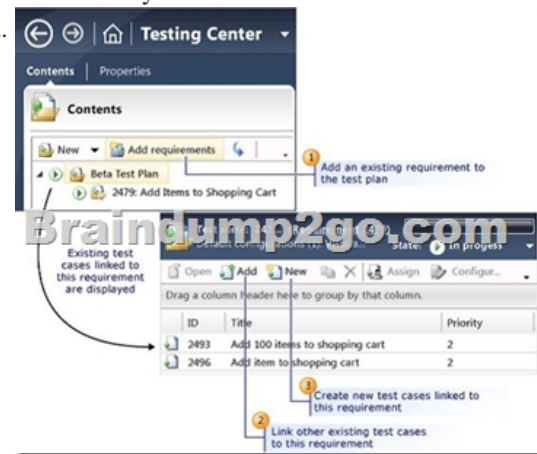 Testing Center
Contents
Properties
Contents
New
Add requirements
1
Add an existing requirement to
the test plan
Beta Test Plan
2479: Add Items to Shopping Cart
Braindump2go.com
Existing test
cases linked to
this requirement
are displayed
State:
In progess
Open
Add
New
Assign
Configur...
Drag a column header here to group by that column.
ID
Title
Priority
2493
Add 100 items to shopping cart
2
2496
Add item to shopping cart
2
3
Create new test cases linked to
this requirement
2
Link other existing test cases
to this requirement